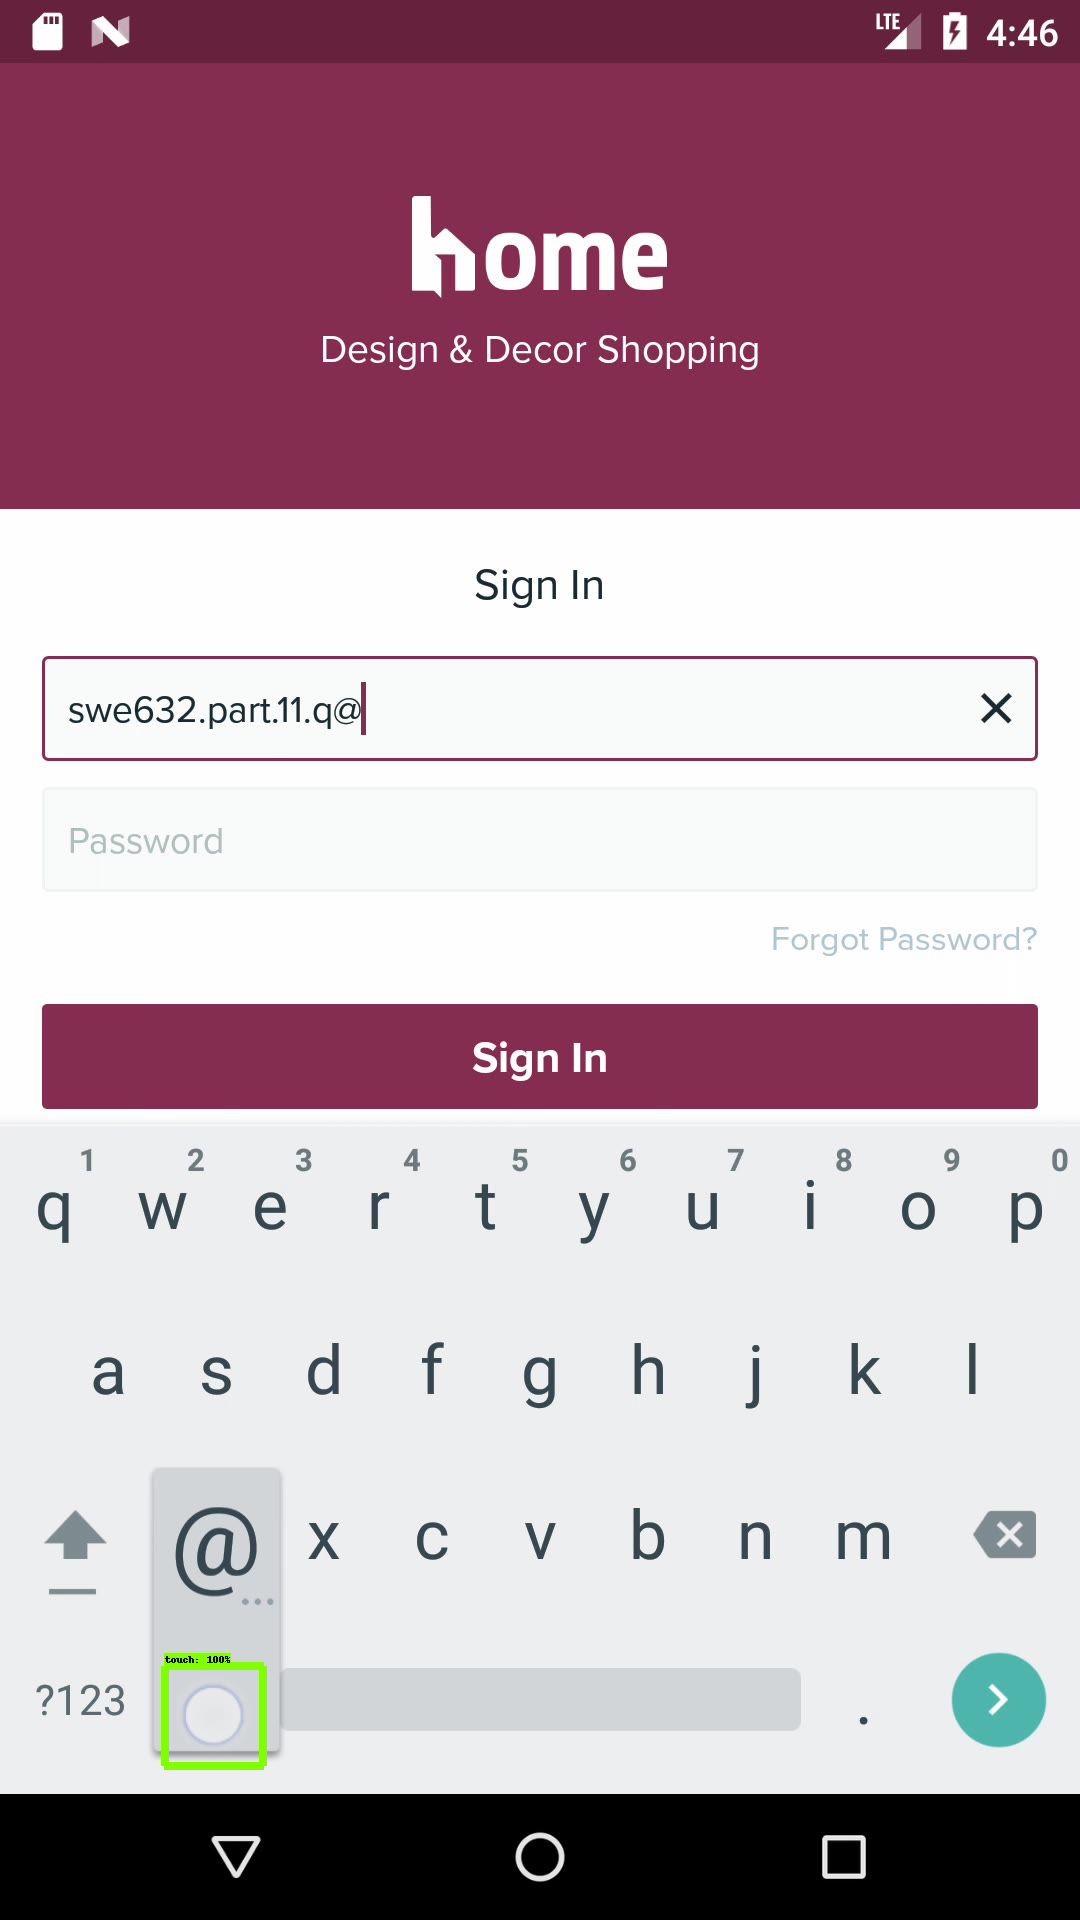 LTE 4:46
home
Design & Decor Shopping
Sign In
swe632.part.11.q@
Password
Forgot Password?
Sign In
1 2 3 4 5 6 7 8 9 0
q w e r t y u i o p
a s d f g h j k l
@ x c v b n m
touch: 100%
?123 .